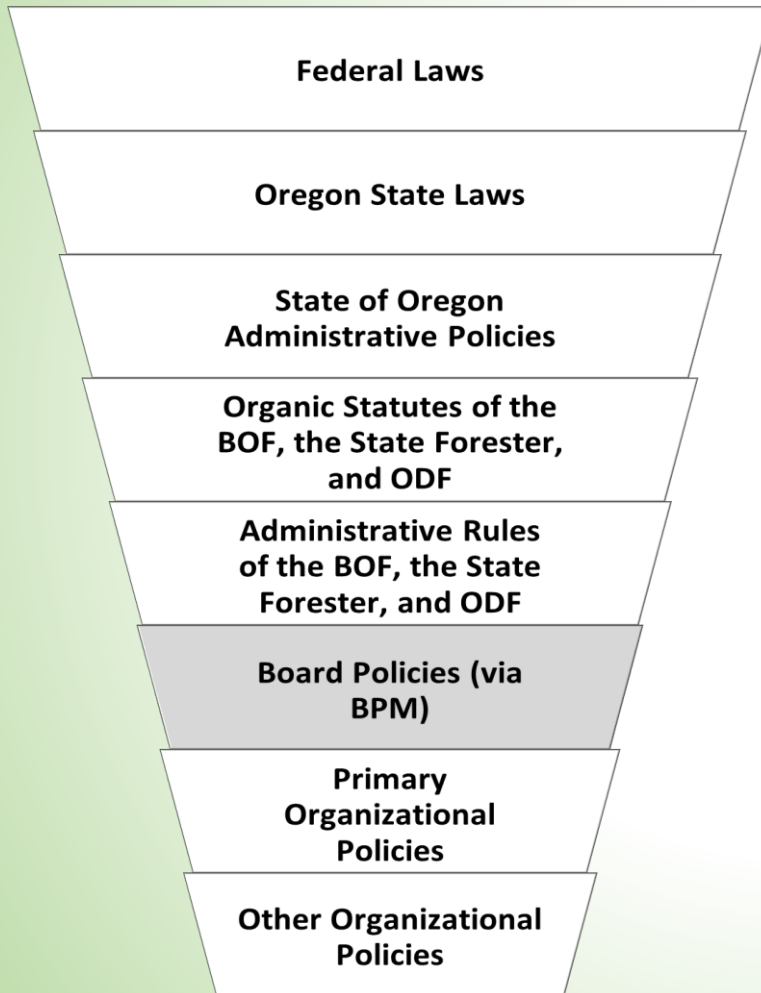 Federal Laws
Oregon State Laws
State of Oregon
Administrative Policies
Organic Statutes of the
BOF, the State Forester,
and ODF
Administrative Rules
of the BOF, the State
Forester, and ODF
Board Policies (via
BPM)
Primary
Organizational
Policies
Other Organizational
Policies